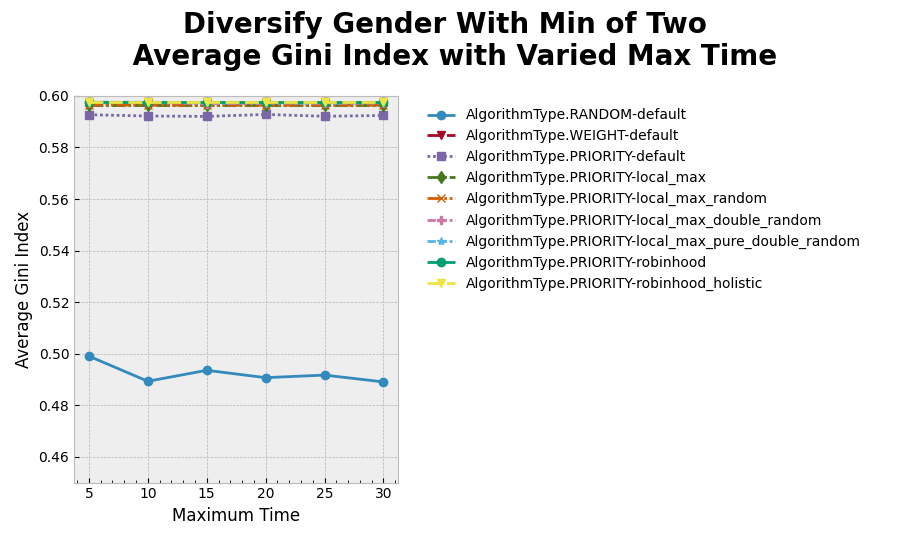 Diversify Gender With Min of Two
Average Gini Index with Varied Max Time
0.60
0.58
0.56
0.54
0.52
0.50
0.48
0.46
Average Gini Index
5 10 15 20 25 30
Maximum Time
AlgorithmType.RANDOM-default
AlgorithmType.WEIGHT-default
AlgorithmType.PRIORITY-default
AlgorithmType.PRIORITY-local_max
AlgorithmType.PRIORITY-local_max_random
AlgorithmType.PRIORITY-local_max_double_random
AlgorithmType.PRIORITY-local_max_pure_double_random
AlgorithmType.PRIORITY-robinhood
AlgorithmType.PRIORITY-robinhood_holistic